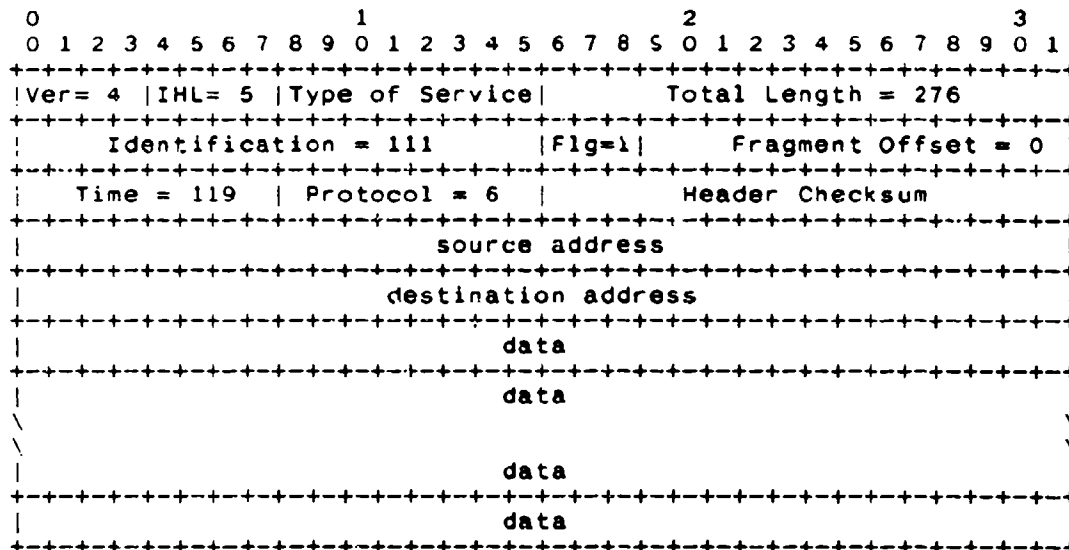 0                   1                   2                   3
0 1 2 3 4 5 6 7 8 9 0 1 2 3 4 5 6 7 8 S 0 1 2 3 4 5 6 7 8 9 0 1
+-+-+-+-+-+-+-+-+-+-+-+-+-+-+-+-+-+-+-+-+-+-+-+-+-+-+-+-+-+-+-+-+
|Ver= 4 |IHL= 5 |Type of Service|        Total Length = 276
+-+-+-+-+-+-+-+-+-+-+-+-+-+-+-+-+-+-+-+-+-+-+-+-+-+-+-+-+-+-+-+-+
|     Identification = 111      |Flg=1|     Fragment Offset = 0
+-+-+-+-+-+-+-+-+-+-+-+-+-+-+-+-+-+-+-+-+-+-+-+-+-+-+-+-+-+-+-+-+
|   Time = 119  | Protocol = 6  |        Header Checksum
+-+-+-+-+-+-+-+-+-+-+-+-+-+-+-+-+-+-+-+-+-+-+-+-+-+-+-+-+-+-+-+-+
|                         source address                        |
+-+-+-+-+-+-+-+-+-+-+-+-+-+-+-+-+-+-+-+-+-+-+-+-+-+-+-+-+-+-+-+-+
|                      destination address
+-+-+-+-+-+-+-+-+-+-+-+-+-+-+-+-+-+-+-+-+-+-+-+-+-+-+-+-+-+-+-+-+
|                             data
+-+-+-+-+-+-+-+-+-+-+-+-+-+-+-+-+-+-+-+-+-+-+-+-+-+-+-+-+-+-+-+-+
|                             data
\                                                               \
\                                                               \
|                             data
+-+-+-+-+-+-+-+-+-+-+-+-+-+-+-+-+-+-+-+-+-+-+-+-+-+-+-+-+-+-+-+-+
|                             data
+-+-+-+-+-+-+-+-+-+-+-+-+-+-+-+-+-+-+-+-+-+-+-+-+-+-+-+-+-+-+-+-+